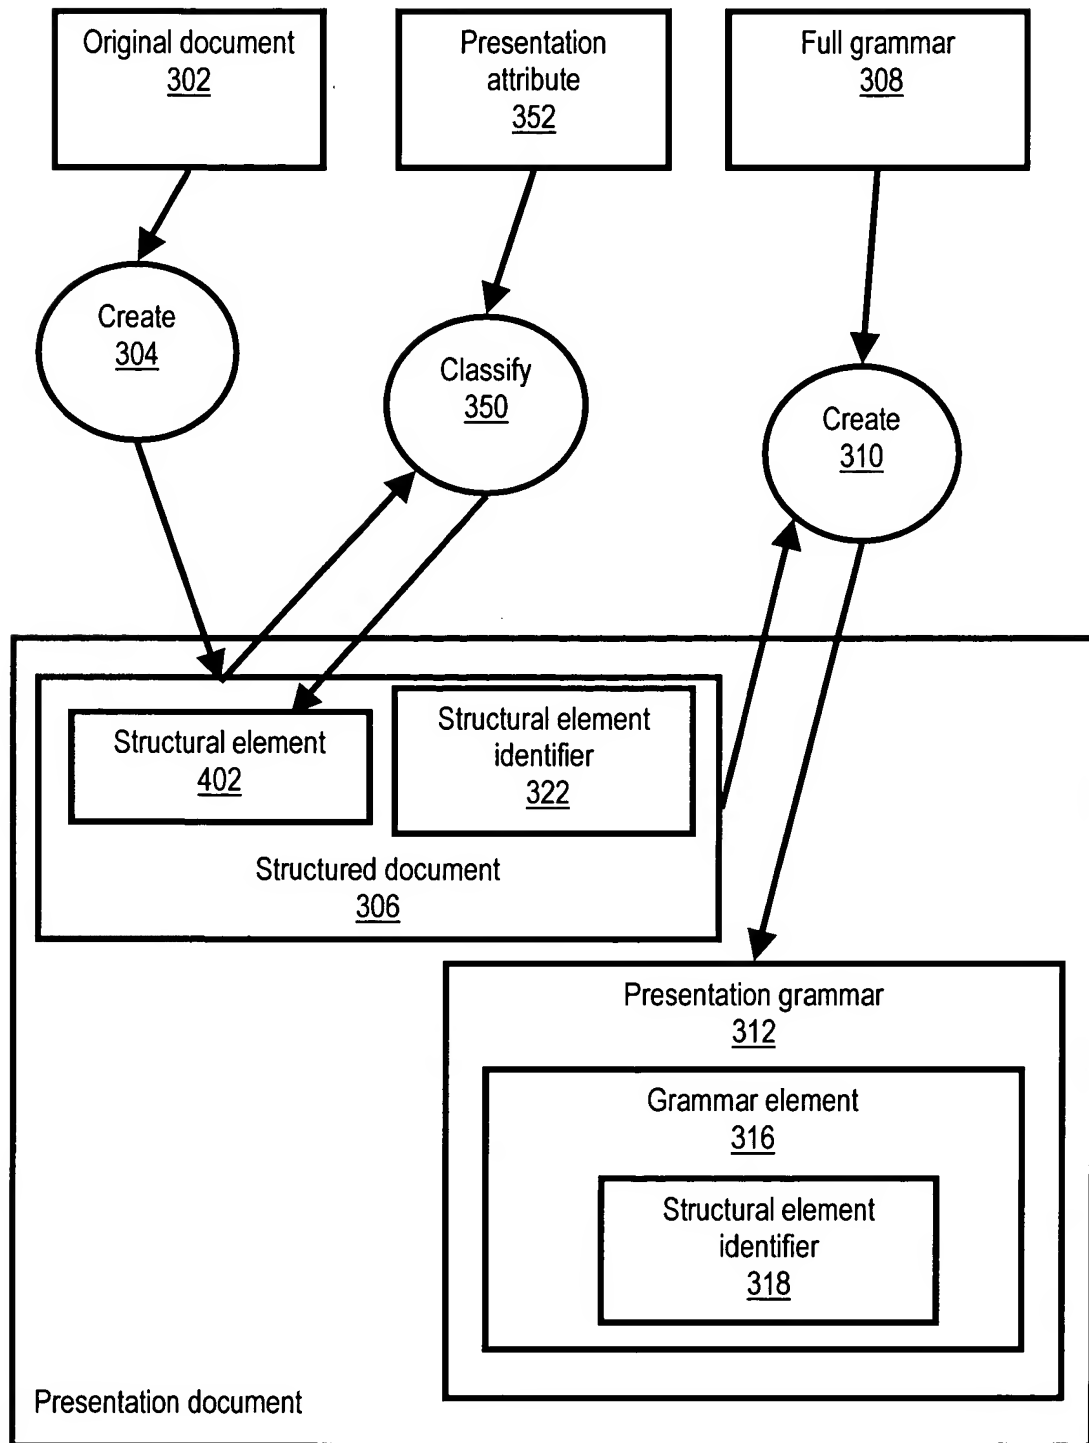 Original document
302
Presentation
attribute
352
Full grammar
308
Create
304
Classify
350
Create
310
Structural element
402
Structural element
identifier
322
Structured document
306
Presentation grammar
312
Grammar element
316
Structural element
identifier
318
Presentation document